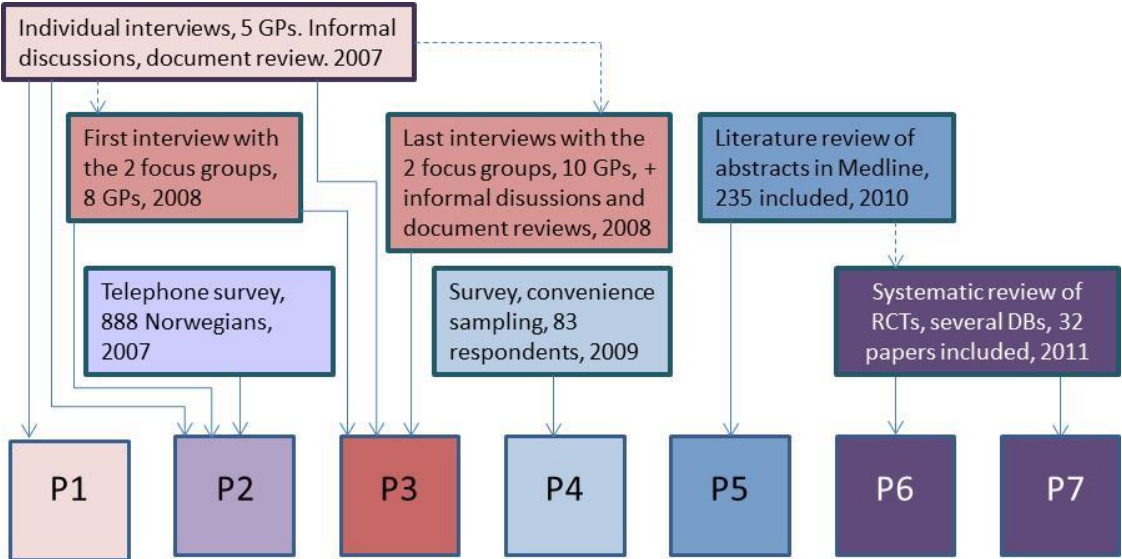 Individual interviews, 5 GPs. Informal
discussions, document review. 2007
First interview with
the 2 focus groups,
8 GPs, 2008
Last interviews with the
2 focus groups, 10 GPs, +
informal disussions and
document reviews, 2008
Literature review of
abstracts in Medline,
235 included, 2010
Telephone survey,
888 Norwegians,
2007
Survey, convenience
sampling, 83
respondents, 2009
Systematic review of
RCTs, several DBs, 32
papers included, 2011
P1
P2
P3
P4
P5
P6
P7